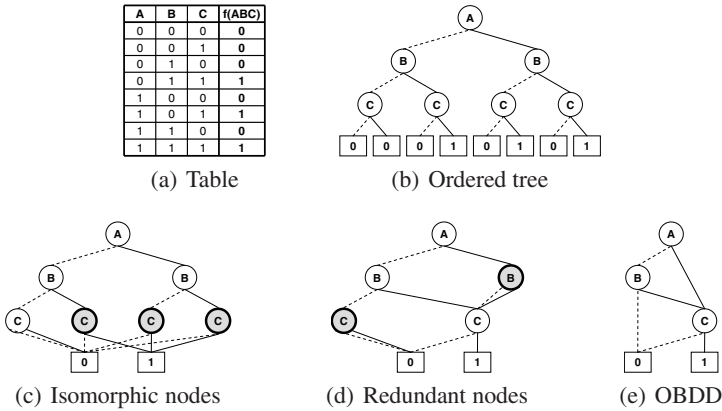 A B C f(ABC)
0 0 0 0
0 0 1 0
0 1 0 0
0 1 1 1
1 0 0 0
1 0 1 1
1 1 0 0
1 1 1 1
(a) Table
A
B B
C C C C
0 0 0 1 0 1 0 1
(b) Ordered tree
A
B B
C C C C
0 1
(c) Isomorphic nodes
A
B B
C C
0 1
(d) Redundant nodes
A
B
C
0 1
(e) OBDD